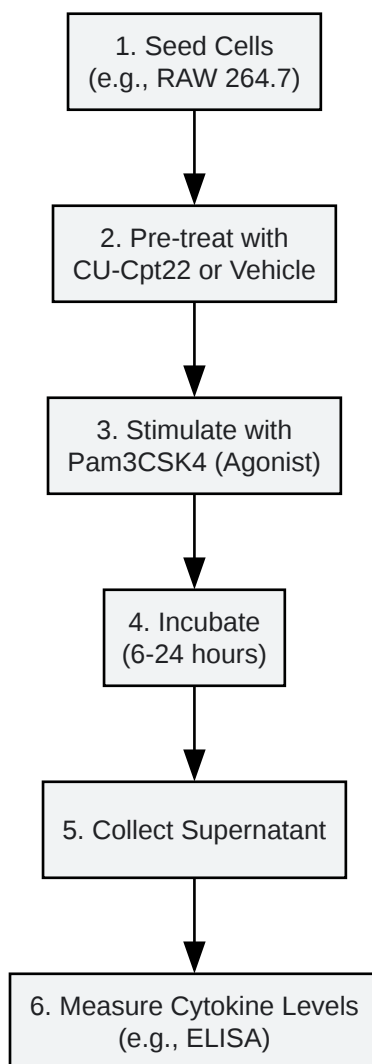 1. Seed Cells
(e.g., RAW 264.7)
2. Pre-treat with
CU-Cpt22 or Vehicle
3. Stimulate with
Pam3CSK4 (Agonist)
4. Incubate
(6-24 hours)
5. Collect Supernatant
6. Measure Cytokine Levels
(e.g., ELISA)